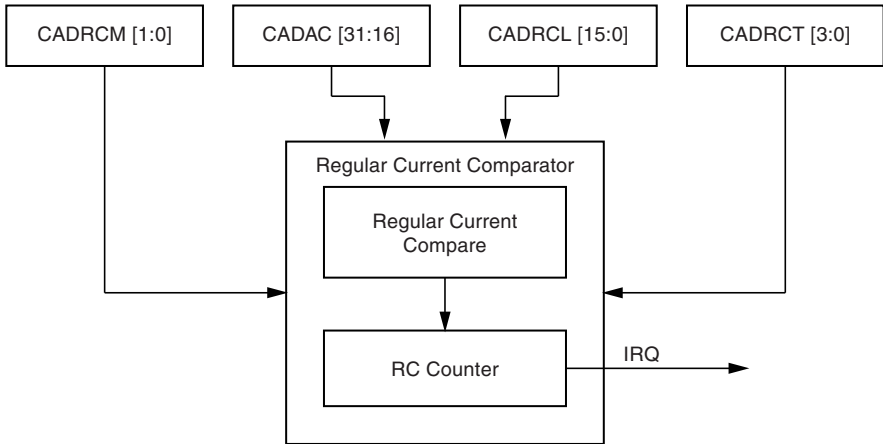 CADRCM [1:0]
CADAC [31:16]
CADRCL [15:0]
CADRCT [3:0]
Regular Current Comparator
Regular Current
Compare
RC Counter
IRQ